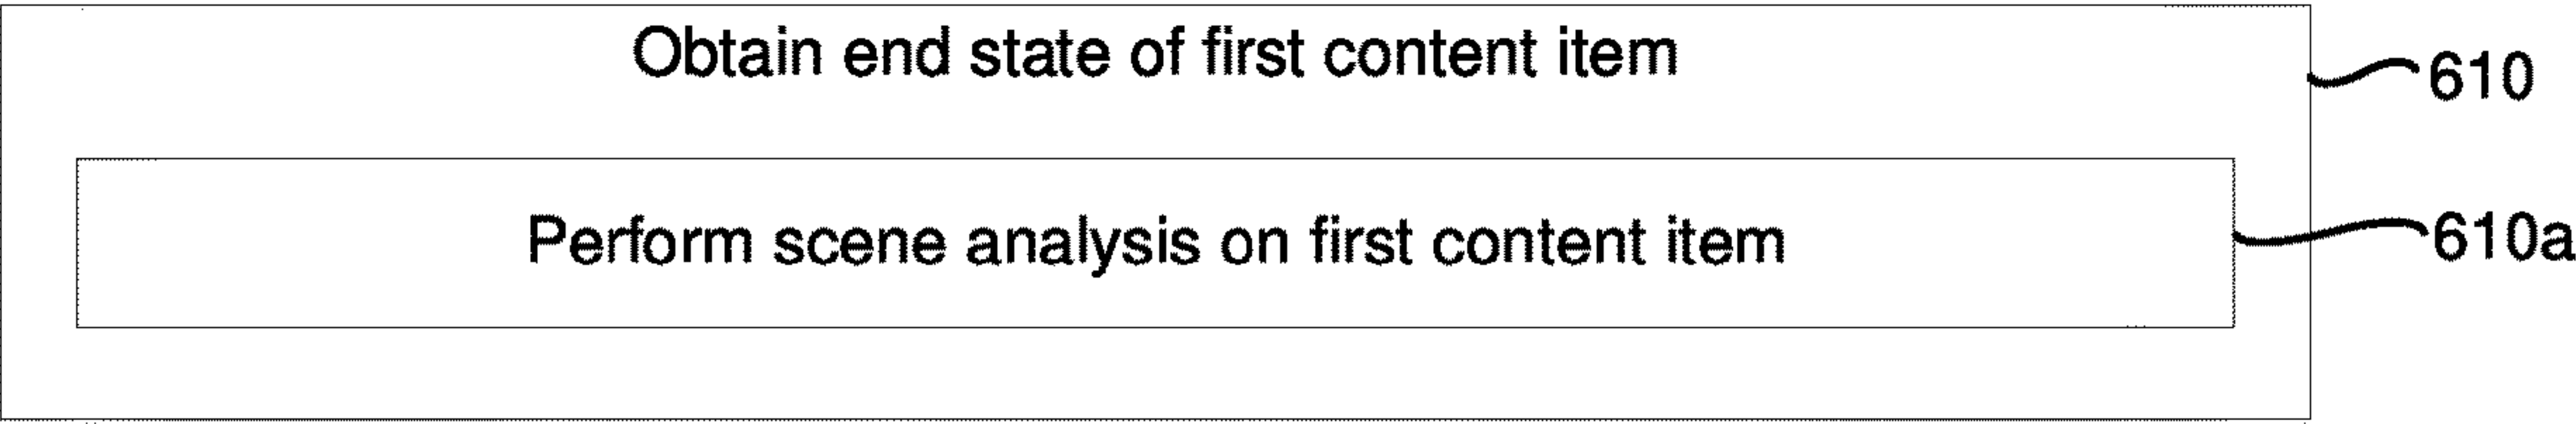 Obtain end state of first content item
610
Perform scene analysis on first content item
610a